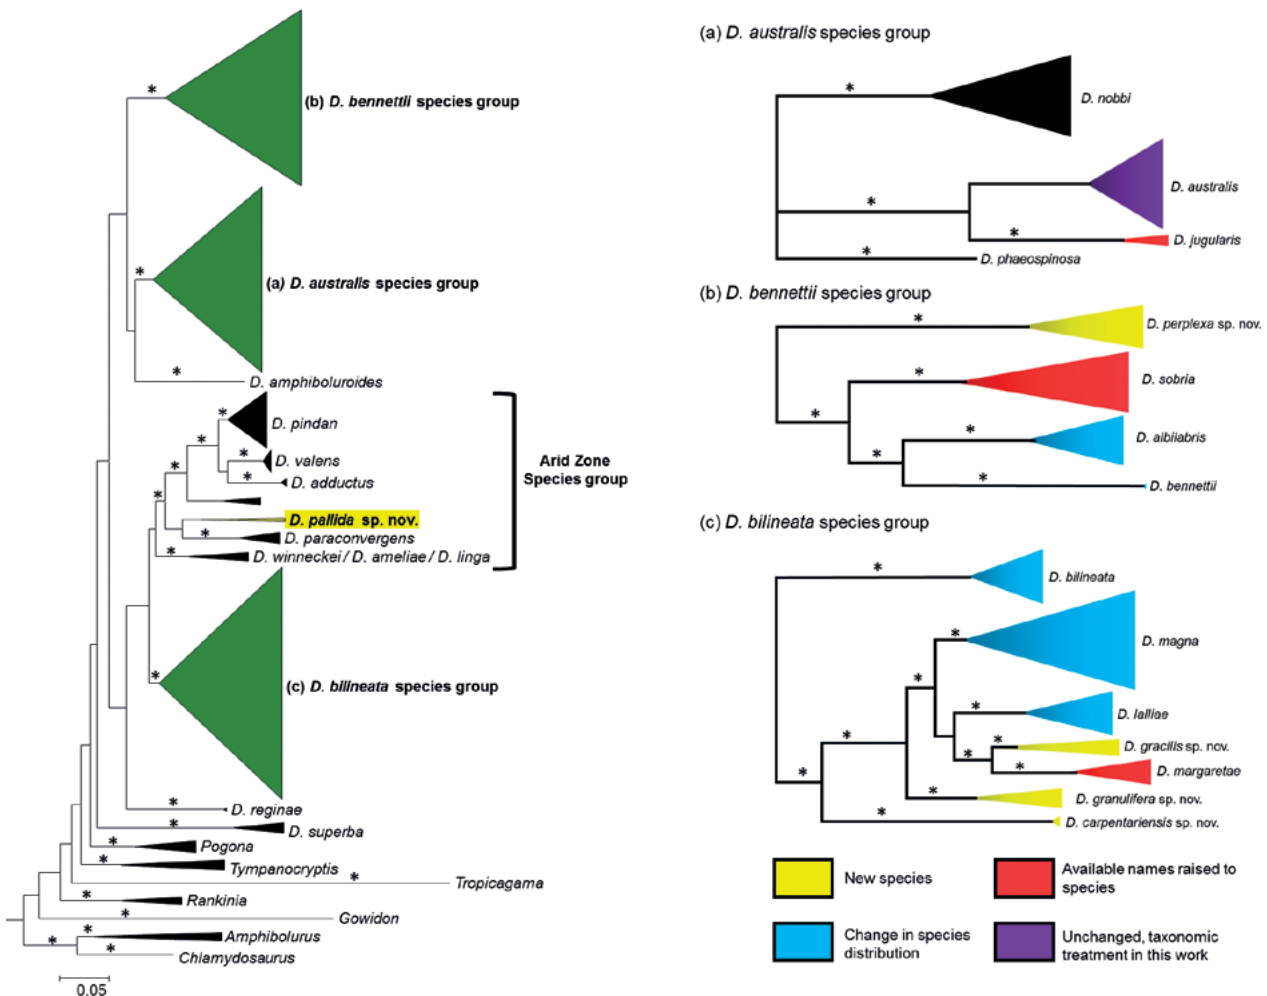 (b) D. bennettii species group
(a) D. australis species group
D. amphiboluroides
D. pindan
D. valens
D. adductus
Arid Zone
Species group
D. pallida sp. nov.
D. paraconvergens
D. winneckei / D. ameliae / D. linga
(c) D. bilineata species group
D. reginae
D. superba
Pogona
Tympanocryptis
Tropicagama
Rankinia
Gowidon
Amphibolurus
Chlamydosaurus
0.05
(a) D. australis species group
D. nobbi
D. australis
D. jugularis
D. phaeospinosa
(b) D. bennettii species group
D. perplexa sp. nov.
D. sobria
D. albilabris
D. bennettii
(c) D. bilineata species group
D. bilineata
D. magna
D. lalliae
D. gracilis sp. nov.
D. margaretae
D. granulifera sp. nov.
D. carpentariensis sp. nov.
New species
Available names raised to
species
Change in species
distribution
Unchanged, taxonomic
treatment in this work